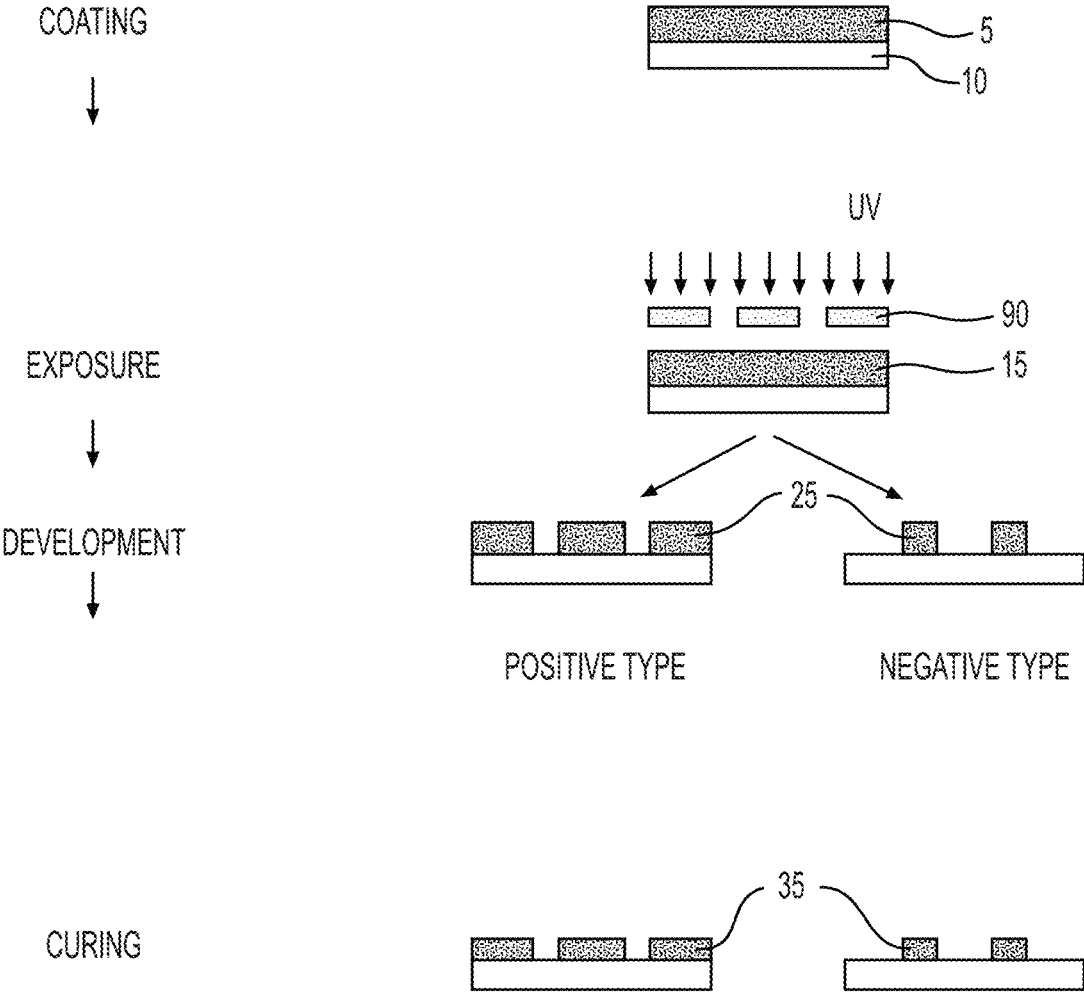 COATING
5
10
UV
90
EXPOSURE
15
25
DEVELOPMENT
POSITIVE TYPE
NEGATIVE TYPE
35
CURING